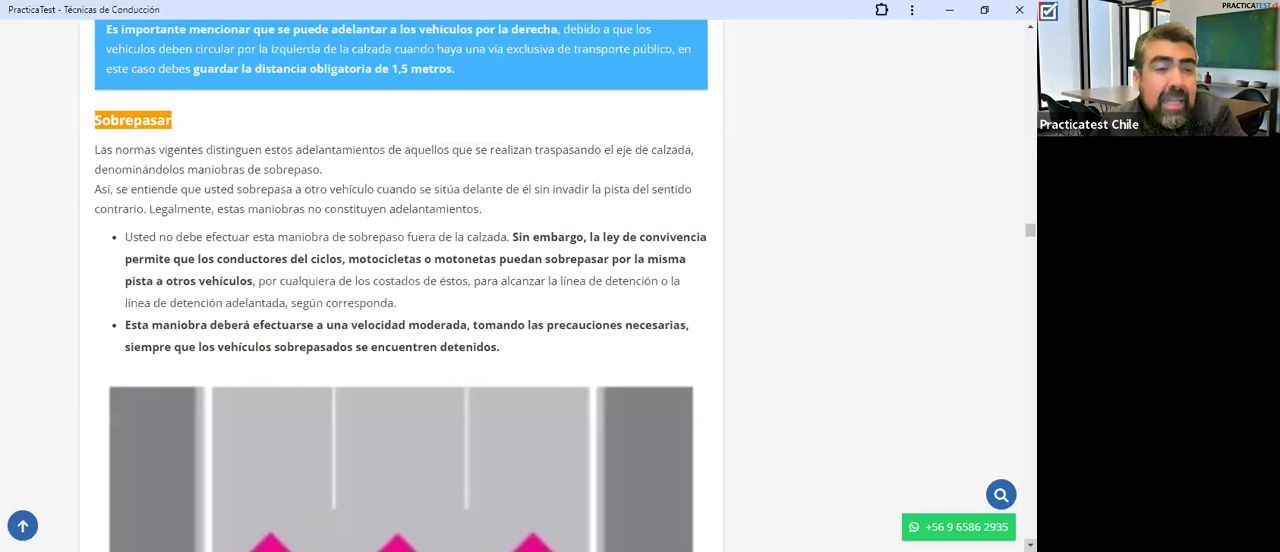 PracticaTest - Técnicas de Conducción
Es importante mencionar que se puede adelantar a los vehículos por la derecha, debido a que los
vehículos deben circular por la izquierda de la calzada cuando haya una vía exclusiva de transporte público, en
este caso debes guardar la distancia obligatoria de 1,5 metros.
Sobrepasar
Las normas vigentes distinguen estos adelantamientos de aquellos que se realizan traspasando el eje de calzada,
denominándolos maniobras de sobrepaso.
Así, se entiende que usted sobrepasa a otro vehículo cuando se sitúa delante de él sin invadir la pista del sentido
contrario. Legalmente, estas maniobras no constituyen adelantamientos.
• Usted no debe efectuar esta maniobra de sobrepaso fuera de la calzada. Sin embargo, la ley de convivencia
permite que los conductores del ciclos, motocicletas o motonetas puedan sobrepasar por la misma
pista a otros vehículos, por cualquiera de los costados de éstos, para alcanzar la línea de detención o la
línea de detención adelantada, según corresponda.
• Esta maniobra deberá efectuarse a una velocidad moderada, tomando las precauciones necesarias,
siempre que los vehículos sobrepasados se encuentren detenidos.
+56 9 6586 2935
PRACTICATEST
Practicatest Chile